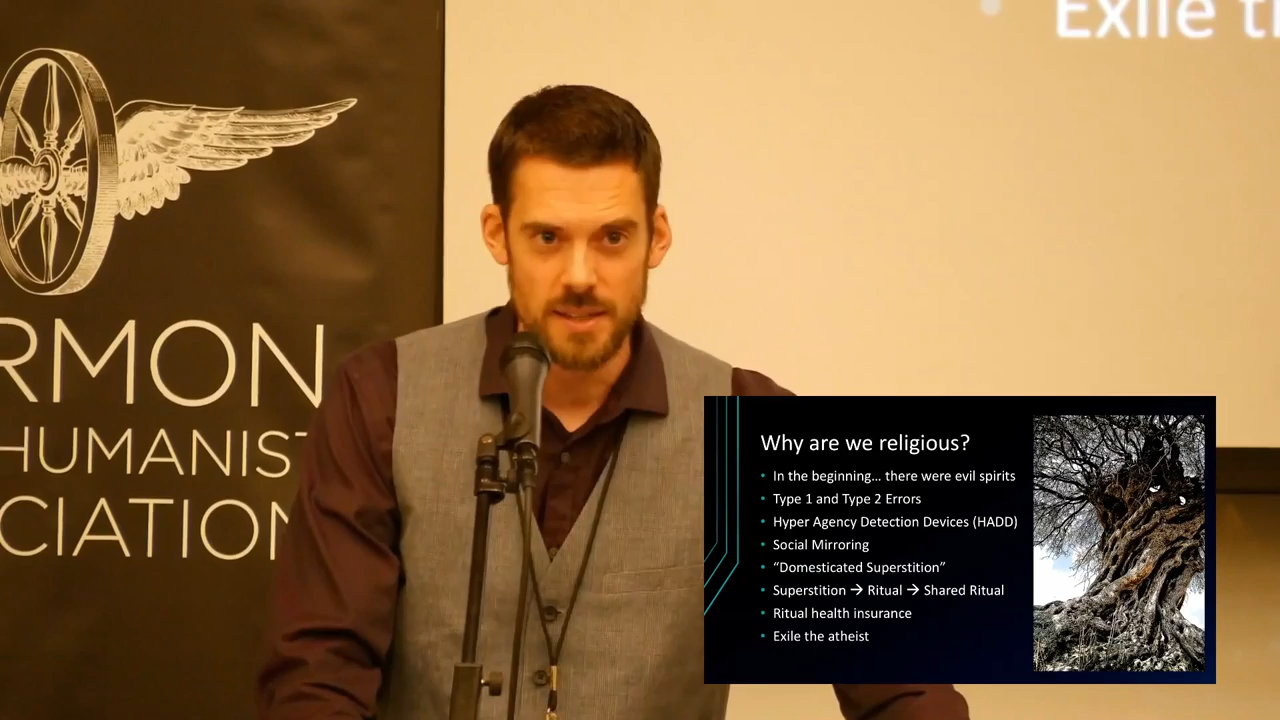 Exile th
RMON
HUMANIST
CIATION
Why are we religious?
• In the beginning... there were evil spirits
• Type 1 and Type 2 Errors
• Hyper Agency Detection Devices (HADD)
• Social Mirroring
• “Domesticated Superstition”
• Superstition → Ritual → Shared Ritual
• Ritual health insurance
• Exile the atheist